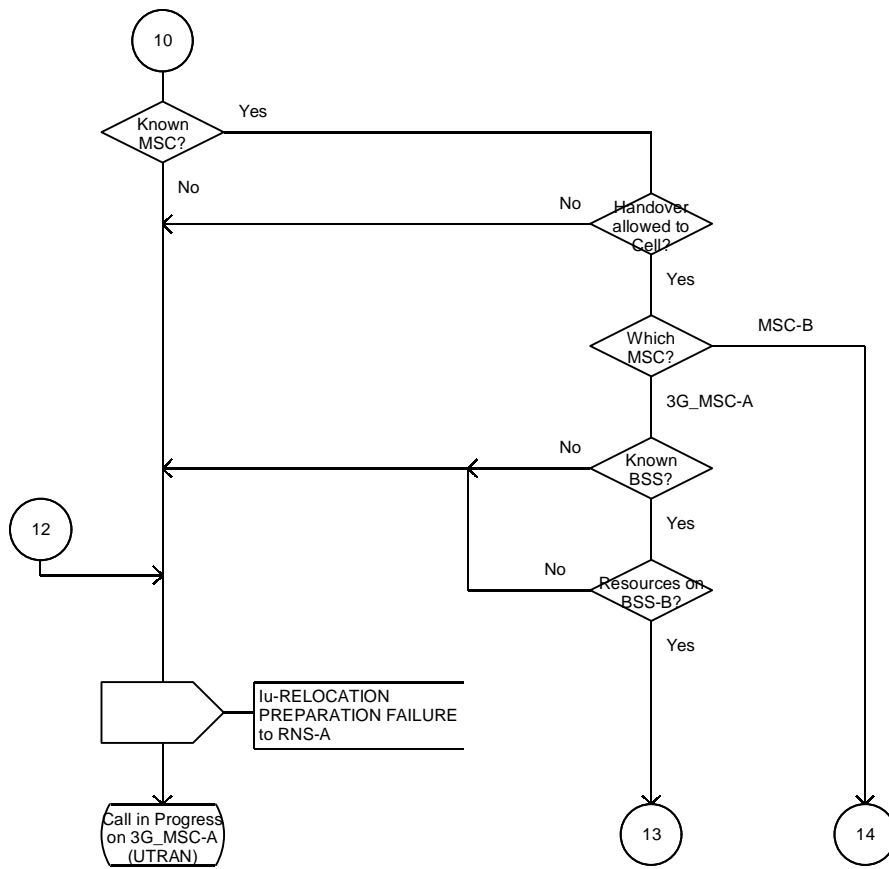 10
Known
MSC?
Yes
No
No
Handover
allowed to
Cell?
Yes
Which
MSC?
MSC-B
3G_MSC-A
No
Known
BSS?
12
Yes
No
Resources on
BSS-B?
Yes
Iu-RELOCATION
PREPARATION FAILURE
to RNS-A
Call in Progress
on 3G_MSC-A
(UTRAN)
13
14